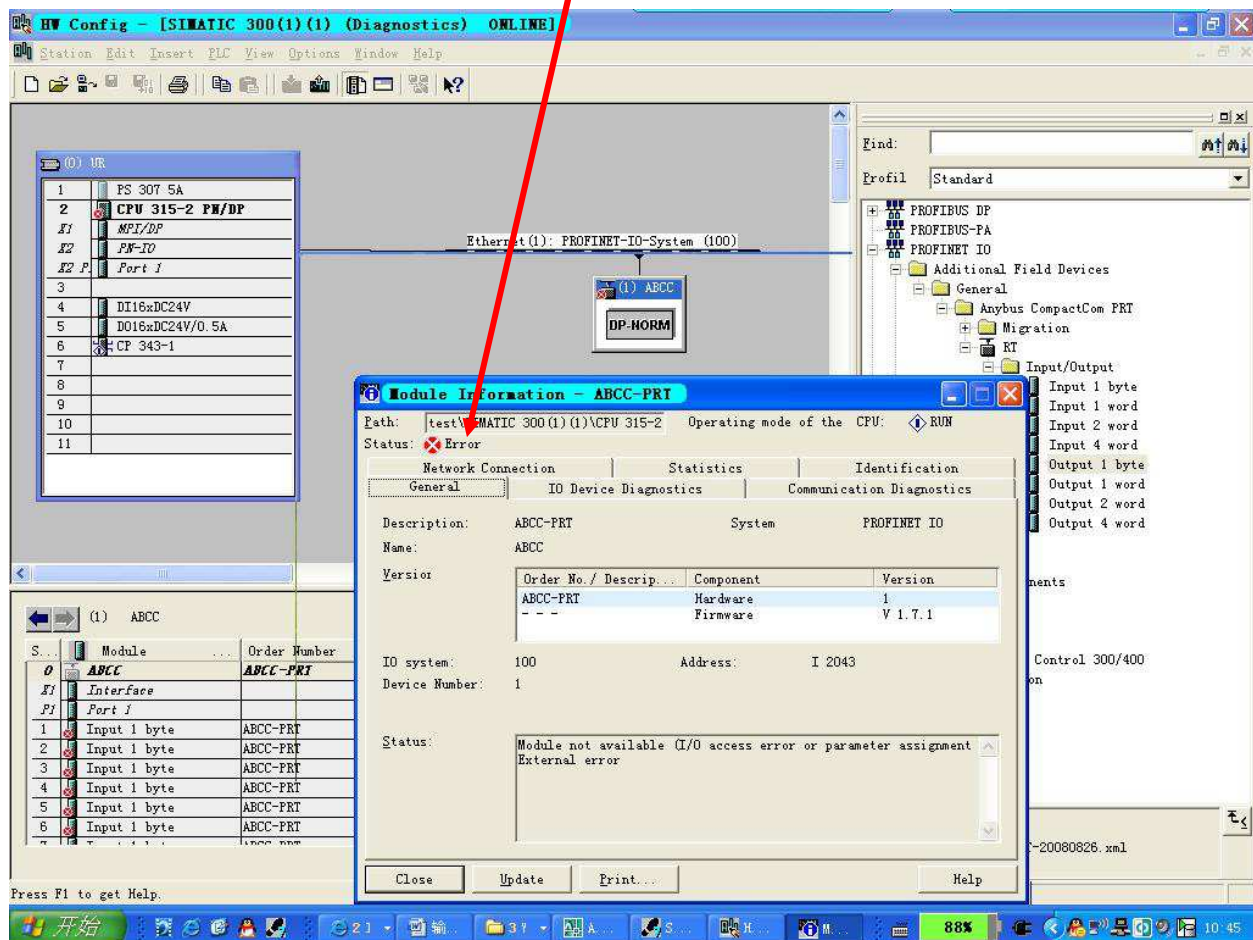 HW Config - [SIMATIC 300(1)(1) (Diagnostics) ONLINE]
Station Edit Insert PLC View Options Window Help
Find:
Profil Standard
(0) UR
1 PS 307 5A
2 CPU 315-2 PN/DP
X1 MPI/DP
X2 PN-IO
X2 P. Port 1
3
4 DI16xDC24V
5 DO16xDC24V/0.5A
6 CP 343-1
7
8
9
10
11
Ethernet(1): PROFINET-IO-System (100)
(1) ABCC
DP-NORM
PROFIBUS DP
PROFIBUS-PA
PROFINET IO
Additional Field Devices
General
Anybus CompactCom PRT
Migration
RT
Input/Output
Input 1 byte
Input 1 word
Input 2 word
Input 4 word
Output 1 byte
Output 1 word
Output 2 word
Output 4 word
nents
Control 300/400
on
-20080826.xml
Module Information - ABCC-PRT
Path: test\SIMATIC 300(1)(1)\CPU 315-2 Operating mode of the CPU: RUN
Status: Error
Network Connection Statistics Identification
General IO Device Diagnostics Communication Diagnostics
Description: ABCC-PRT System PROFINET IO
Name: ABCC
Version
Order No./ Descrip... Component Version
ABCC-PRT Hardware 1
- - - Firmware V 1.7.1
IO system: 100 Address: I 2043
Device Number: 1
Status: Module not available (I/O access error or parameter assignment
External error
Close Update Print... Help
(1) ABCC
S... Module ... Order Number
0 ABCC ABCC-PRT
X1 Interface
P1 Port 1
1 Input 1 byte ABCC-PRT
2 Input 1 byte ABCC-PRT
3 Input 1 byte ABCC-PRT
4 Input 1 byte ABCC-PRT
5 Input 1 byte ABCC-PRT
6 Input 1 byte ABCC-PRT
Press F1 to get Help.
开始 2] 输.. 3? A... S... H... M... 88% 10:45